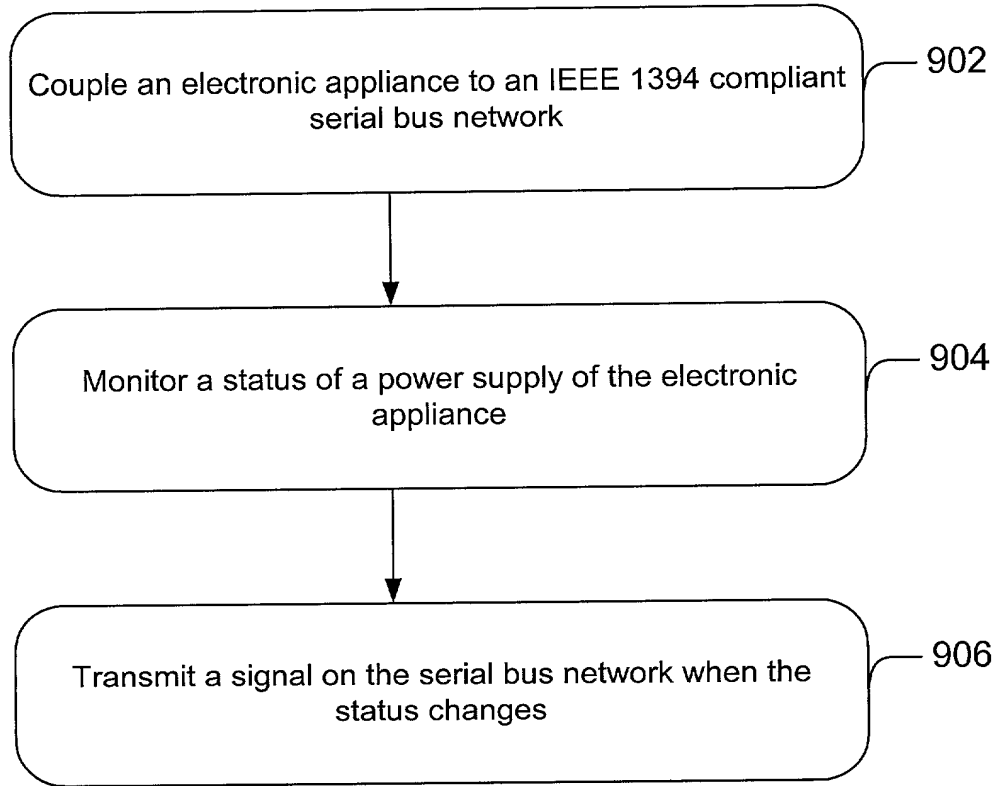 Couple an electronic appliance to an IEEE 1394 compliant
serial bus network
902
Monitor a status of a power supply of the electronic
appliance
904
Transmit a signal on the serial bus network when the
status changes
906